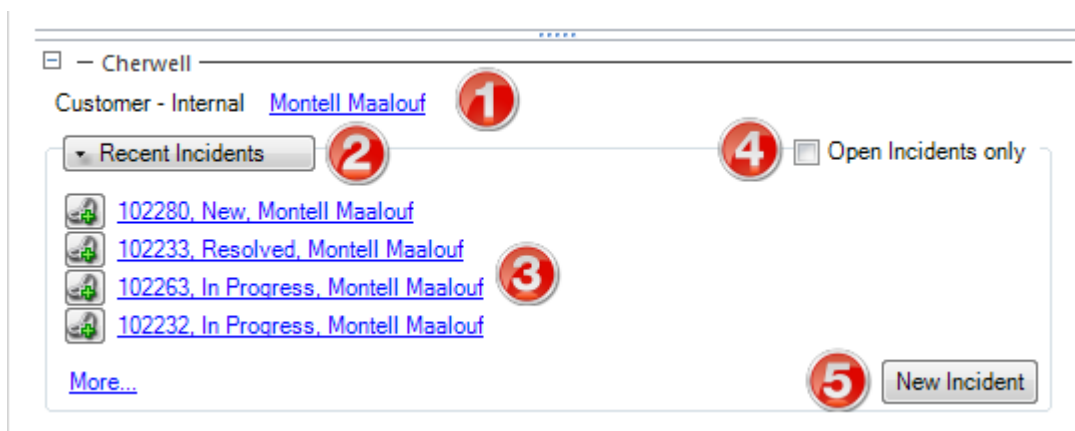 Cherwell
Customer - Internal Montell Maalouf 1
Recent Incidents 2 4 Open Incidents only
102280, New, Montell Maalouf
102233, Resolved, Montell Maalouf
102263, In Progress, Montell Maalouf 3
102232, In Progress, Montell Maalouf
More... 5 New Incident